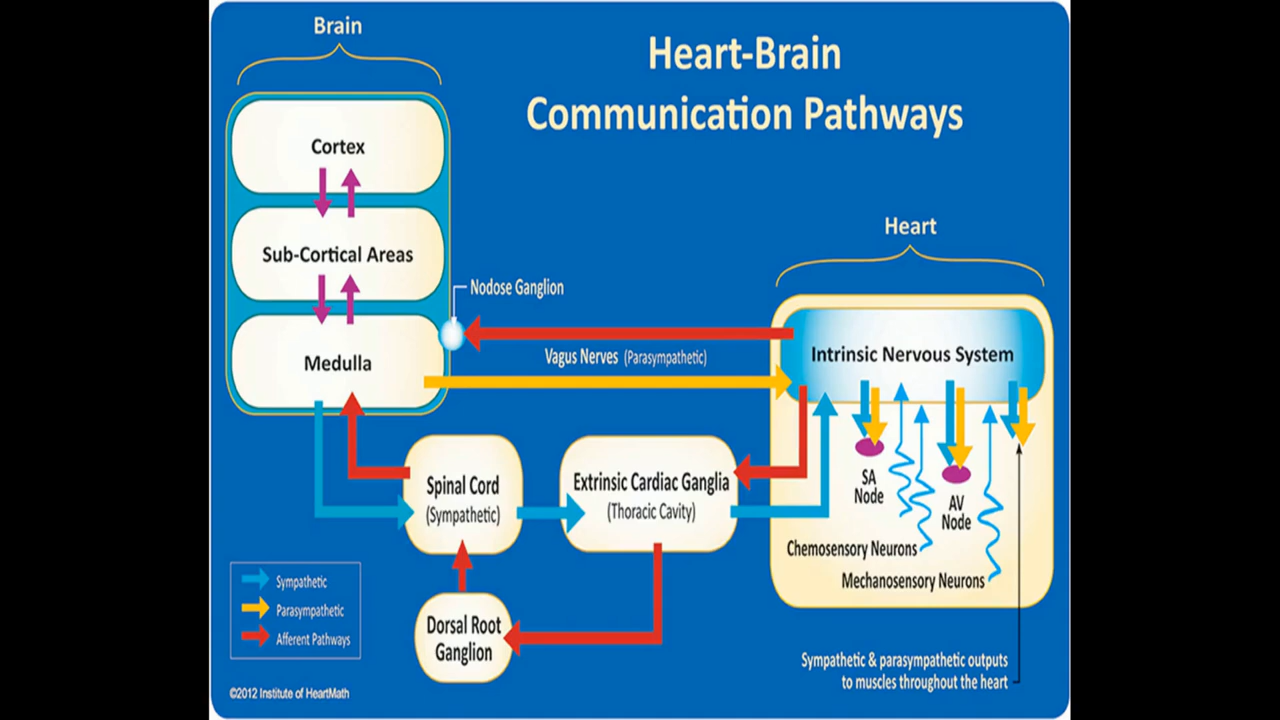 Brain
Heart-Brain
Communication Pathways
Cortex
Sub-Cortical Areas
Medulla
Nodose Ganglion
Vagus Nerves (Parasympathetic)
Heart
Intrinsic Nervous System
SA
Node
AV
Node
Chemosensory Neurons
Mechanosensory Neurons
Spinal Cord
(Sympathetic)
Extrinsic Cardiac Ganglia
(Thoracic Cavity)
Dorsal Root
Ganglion
Sympathetic
Parasympathetic
Afferent Pathways
Sympathetic & parasympathetic outputs
to muscles throughout the heart
©2012 Institute of HeartMath